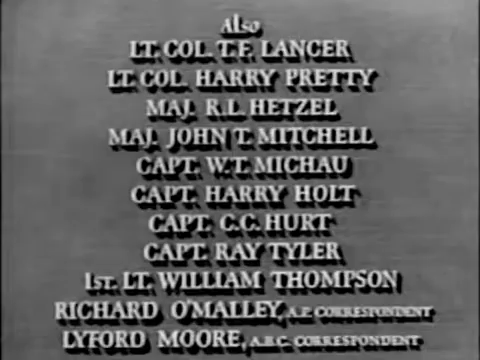 Also
LT. COL. T.F. LANCER
LT. COL. HARRY PRETTY
MAJ. R.L. HETZEL
MAJ. JOHN T. MITCHELL
CAPT. W.T. MICHAU
CAPT. HARRY HOLT
CAPT. C.C. HURT
CAPT. RAY TYLER
1ST. LT. WILLIAM THOMPSON
RICHARD O'MALLEY, A.P. CORRESPONDENT
LYFORD MOORE, A.B.C. CORRESPONDENT